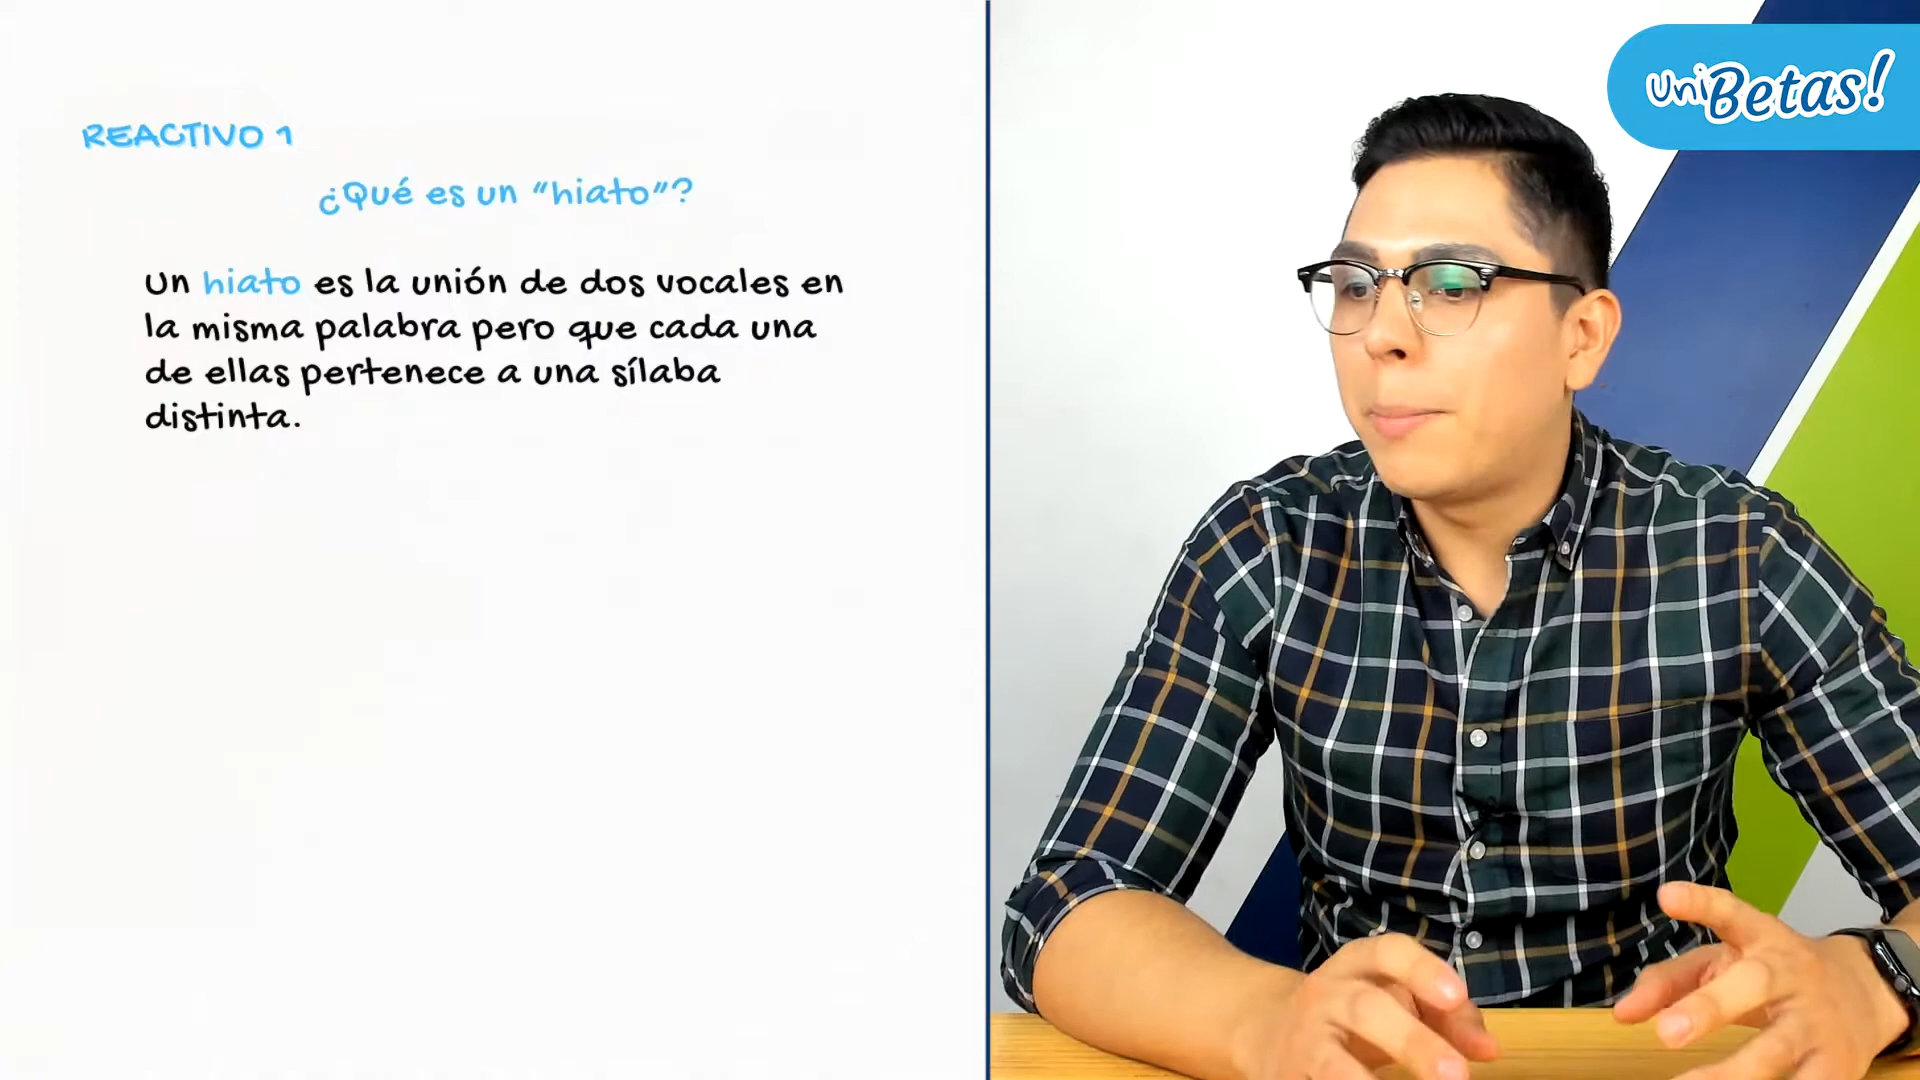 REACTIVO 1
¿Qué es un “hiato”?
Un hiato es la unión de dos vocales en
la misma palabra pero que cada una
de ellas pertenece a una sílaba
distinta.
uniBetas!